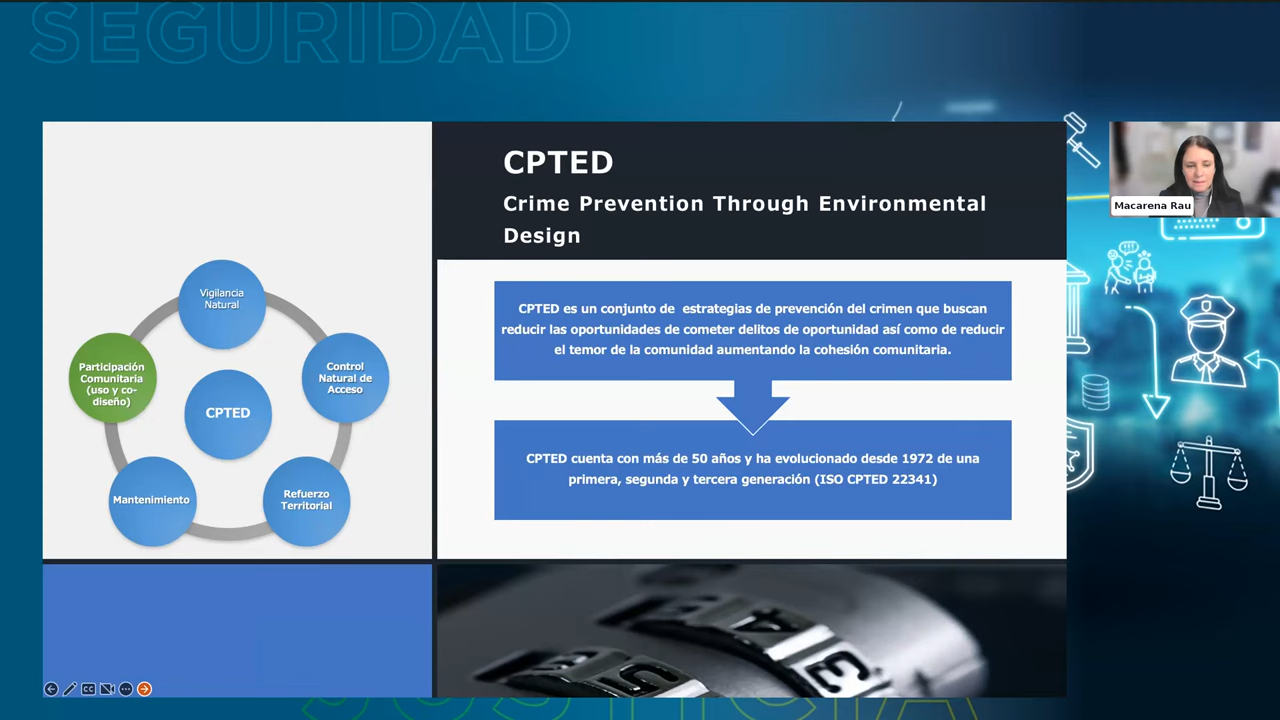 SEGURIDAD
CPTED
Crime Prevention Through Environmental
Design
Macarena Rau
Vigilancia
Natural
Participación
Comunitaria
(uso y co-
diseño)
Control
Natural de
Acceso
CPTED
Mantenimiento
Refuerzo
Territorial
CPTED es un conjunto de estrategias de prevención del crimen que buscan
reducir las oportunidades de cometer delitos de oportunidad así como de reducir
el temor de la comunidad aumentando la cohesión comunitaria.
CPTED cuenta con más de 50 años y ha evolucionado desde 1972 de una
primera, segunda y tercera generación (ISO CPTED 22341)
CC
JUSTICIA